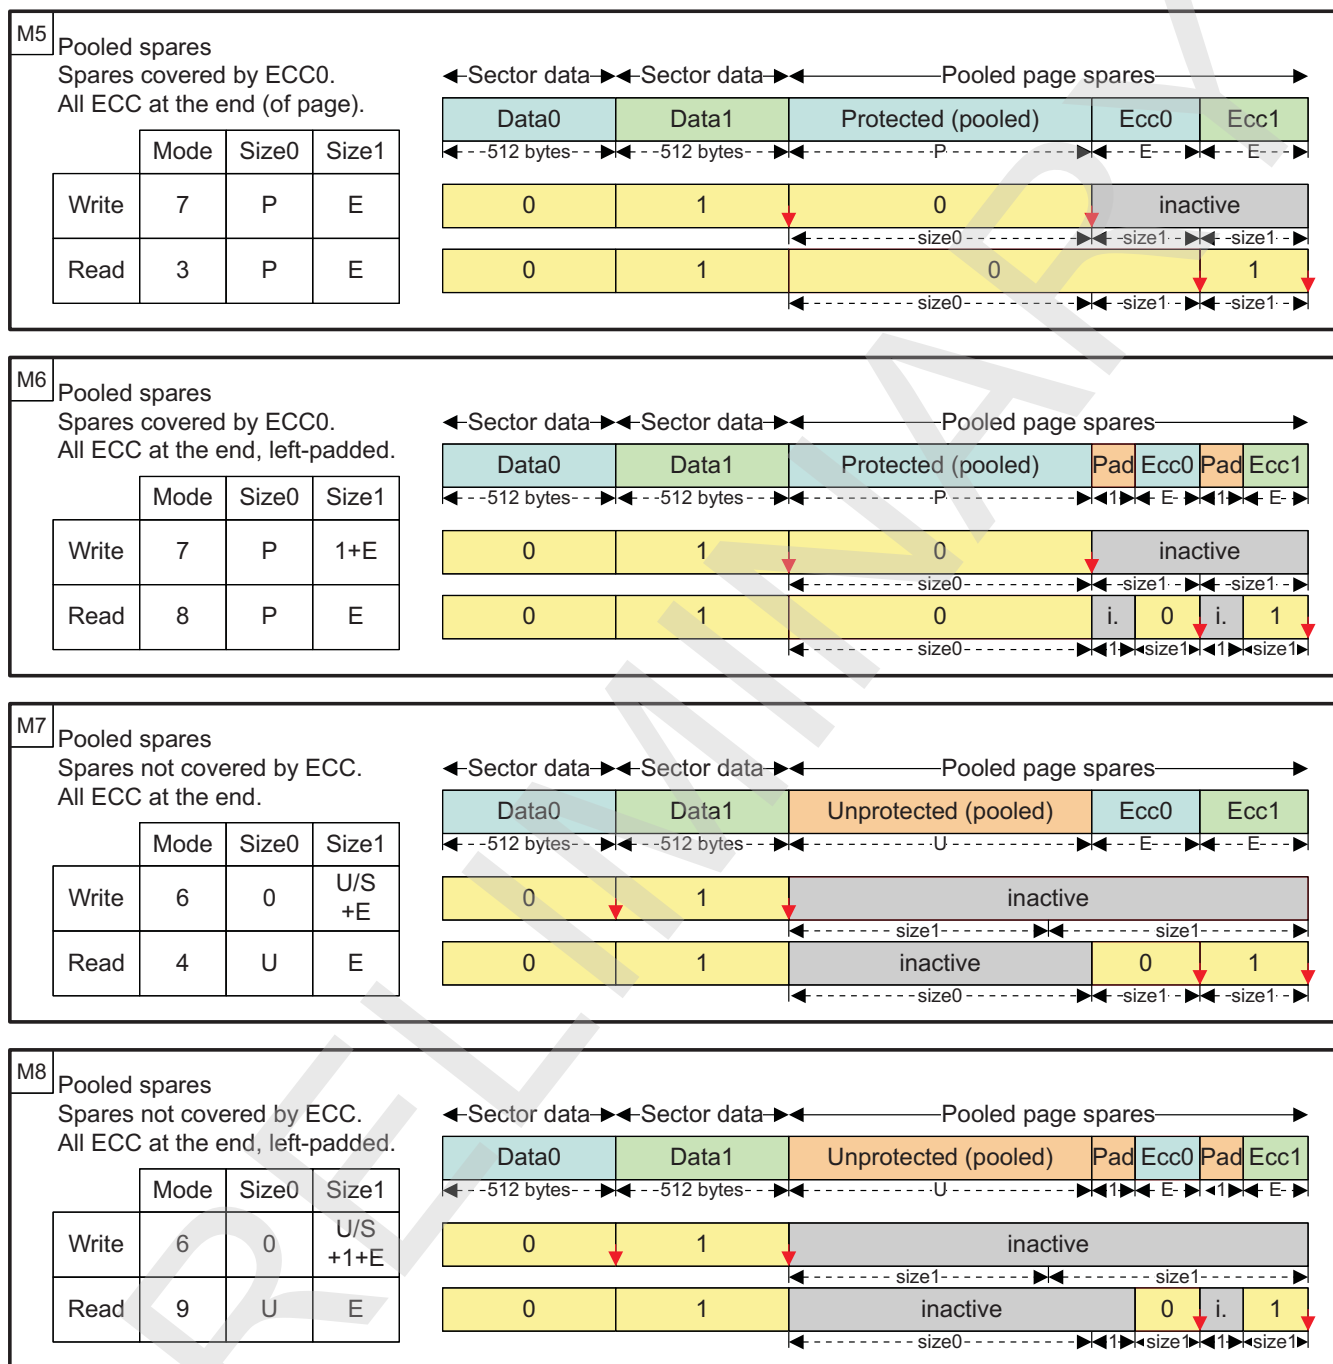 M5
Pooled spares
Spares covered by ECC0.
All ECC at the end (of page).
Mode Size0 Size1
Write 7 P E
Read 3 P E
Sector data Sector data Pooled page spares
Data0 Data1 Protected (pooled) Ecc0 Ecc1
512 bytes 512 bytes P E E
0 1 0 inactive
size0 size1 size1
0 1 0 1
size0 size1 size1
M6
Pooled spares
Spares covered by ECC0.
All ECC at the end, left-padded.
Mode Size0 Size1
Write 7 P 1+E
Read 8 P E
Sector data Sector data Pooled page spares
Data0 Data1 Protected (pooled) Pad Ecc0 Pad Ecc1
512 bytes 512 bytes P 1 E 1 E
0 1 0 inactive
size0 size1 size1
0 1 0 i. 0 i. 1
size0 1 size1 1 size1
M7
Pooled spares
Spares not covered by ECC.
All ECC at the end.
Mode Size0 Size1
Write 6 0 U/S
+E
Read 4 U E
Sector data Sector data Pooled page spares
Data0 Data1 Unprotected (pooled) Ecc0 Ecc1
512 bytes 512 bytes U E E
0 1 inactive
size1 size1
0 1 inactive 0 1
size0 size1 size1
M8
Pooled spares
Spares not covered by ECC.
All ECC at the end, left-padded.
Mode Size0 Size1
Write 6 0 U/S
+1+E
Read 9 U E
Sector data Sector data Pooled page spares
Data0 Data1 Unprotected (pooled) Pad Ecc0 Pad Ecc1
512 bytes 512 bytes U 1 E 1 E
0 1 inactive
size1 size1
0 1 inactive 0 i. 1
size0 1 size1 1 size1
RELIMINARY